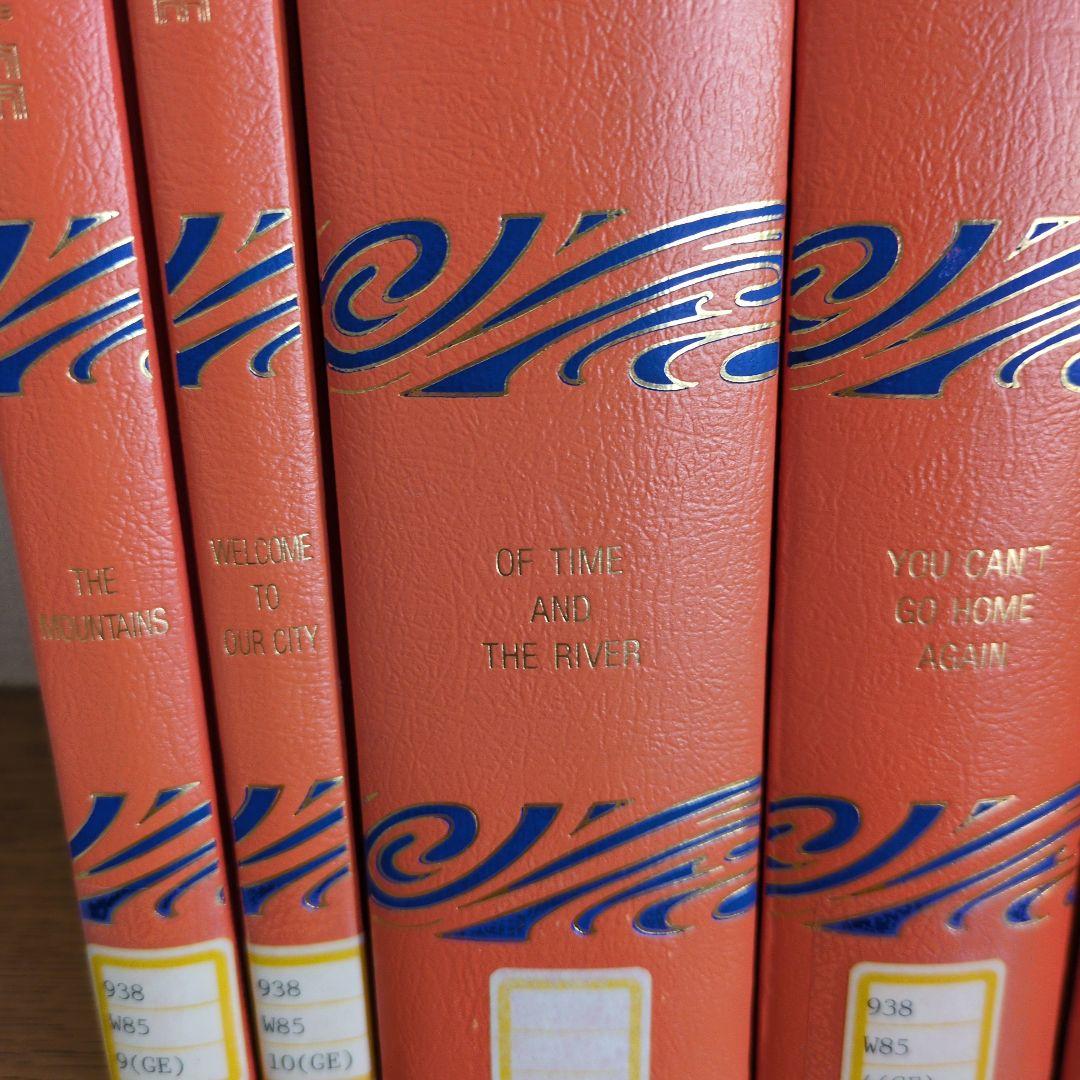 THE
MOUNTAINS
938
W85
9(GE)
WELCOME
TO
OUR CITY
938
W85
10(GE)
OF TIME
AND
THE RIVER
YOU CAN'T
GO HOME
AGAIN
938
W85